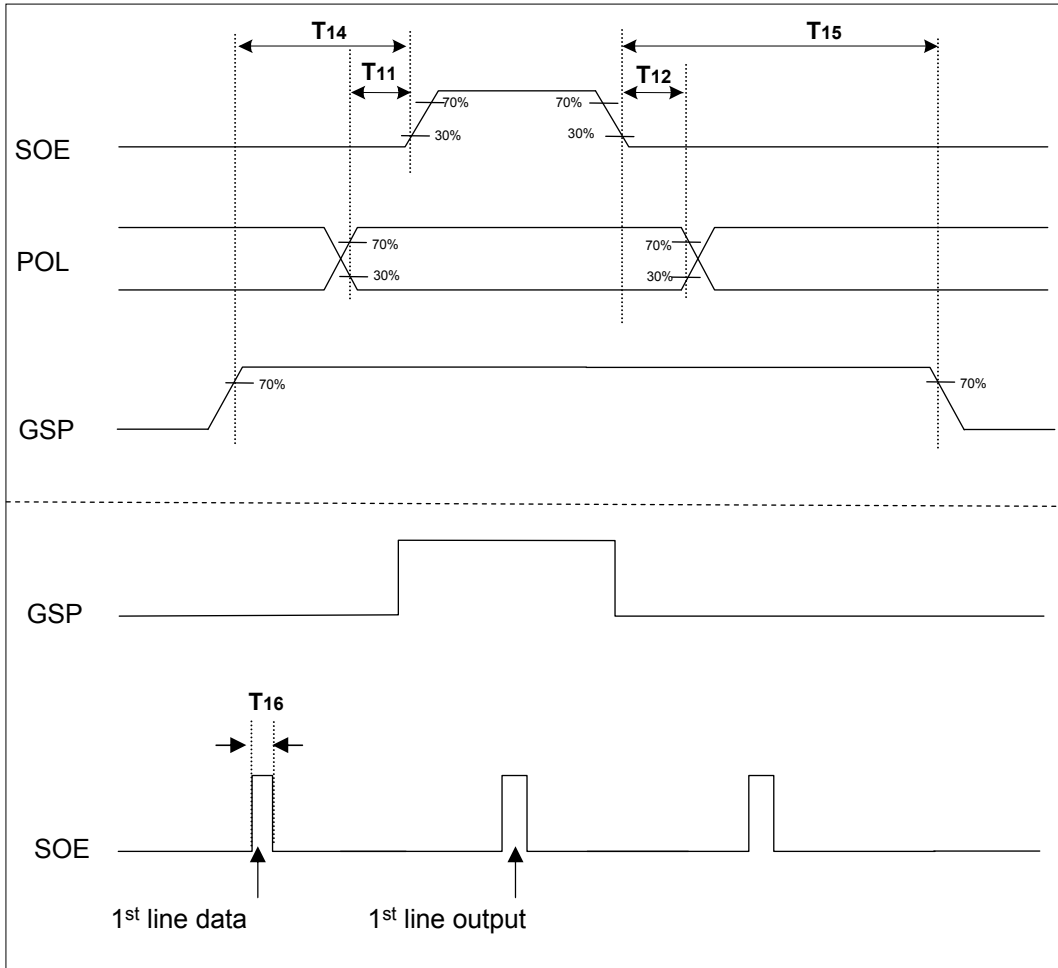 T14
T15
T11
T12
70%
70%
30%
30%
SOE
70%
70%
POL
30%
30%
70%
70%
GSP
GSP
T16
SOE
1st line data
1st line output